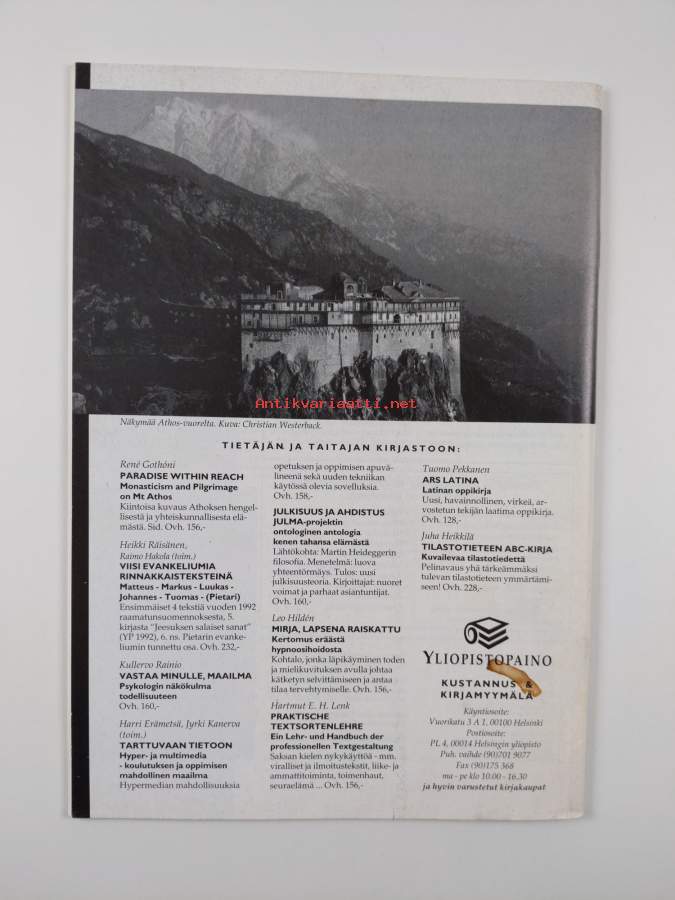 Antikvariaatti.net
Näkymää Athos-vuorelta. Kuva: Christian Westerback.
TIETÄJÄN JA TAITAJAN KIRJASTOON:
René Gothóni
PARADISE WITHIN REACH
Monasticism and Pilgrimage
on Mt Athos
Kiintoisa kuvaus Athoksen hengel-
lisestä ja yhteiskunnallisesta elä-
mästä. Sid. Ovh. 156,-
Heikki Räisänen,
Raimo Hakola (toim.)
VIISI EVANKELIUMIA
RINNAKKAISTEKSTEINÄ
Matteus - Markus - Luukas -
Johannes - Tuomas - (Pietari)
Ensimmäiset 4 tekstiä vuoden 1992
raamatunsuomennoksesta, 5.
kirjasta "Jeesuksen salaiset sanat"
(YP 1992), 6. ns. Pietarin evanke-
liumin tunnettu osa. Ovh. 232,-
Kullervo Rainio
VASTAA MINULLE, MAAILMA
Psykologin näkökulma
todellisuuteen
Ovh. 160,-
Harri Erämetsä, Jyrki Kanerva
(toim.)
TARTTUVAAN TIETOON
Hyper- ja multimedia
- koulutuksen ja oppimisen
mahdollinen maailma
Hypermedian mahdollisuuksia
opetuksen ja oppimisen apuvä-
lineenä sekä uuden tekniikan
käytössä olevia sovelluksia.
Ovh. 158,-
JULKISUUS JA AHDISTUS
JULMA-projektin
ontologinen antologia
kenen tahansa elämästä
Lähtökohta: Martin Heideggerin
filosofia. Menetelmä: luova
yhteentörmäys. Tulos: uusi
julkisuusteoria. Kirjoittajat: nuoret
voimat ja parhaat asiantuntijat.
Ovh. 160,-
Leo Hildén
MIRJA, LAPSENA RAISKATTU
Kertomus eräästä
hypnoosihoidosta
Kohtalo, jonka läpikäyminen toden
ja mielikuvituksen avulla johtaa
kätketyn selvittämiseen ja antaa
tilaa tervehtymiselle. Ovh. 156,-
Hartmut E. H. Lenk
PRAKTISCHE
TEXTSORTENLEHRE
Ein Lehr- und Handbuch der
professionellen Textgestaltung
Saksan kielen nykykäyttöä - mm.
viralliset ja ilmoitustekstit, liike- ja
ammattitoiminta, toimenhaut,
seuraelämä ... Ovh. 156,-
Tuomo Pekkanen
ARS LATINA
Latinan oppikirja
Uusi, havainnollinen, virkeä, ar-
vostetun tekijän laatima oppikirja.
Ovh. 128,-
Juha Heikkilä
TILASTOTIETEEN ABC-KIRJA
Kuvailevaa tilastotiedettä
Pelinavaus yhä tärkeämmäksi
tulevan tilastotieteen ymmärtämi-
seen! Ovh. 228,-
YLIOPISTOPAINO
KUSTANNUS &
KIRJAMYYMÄLÄ
Käyntiosoite:
Vuorikatu 3 A 1, 00100 Helsinki
Postiosoite:
PL 4, 00014 Helsingin yliopisto
Puh. vaihde (90)701 9077
Fax (90)175 368
ma - pe klo 10.00 - 16.30
ja hyvin varustetut kirjakaupat